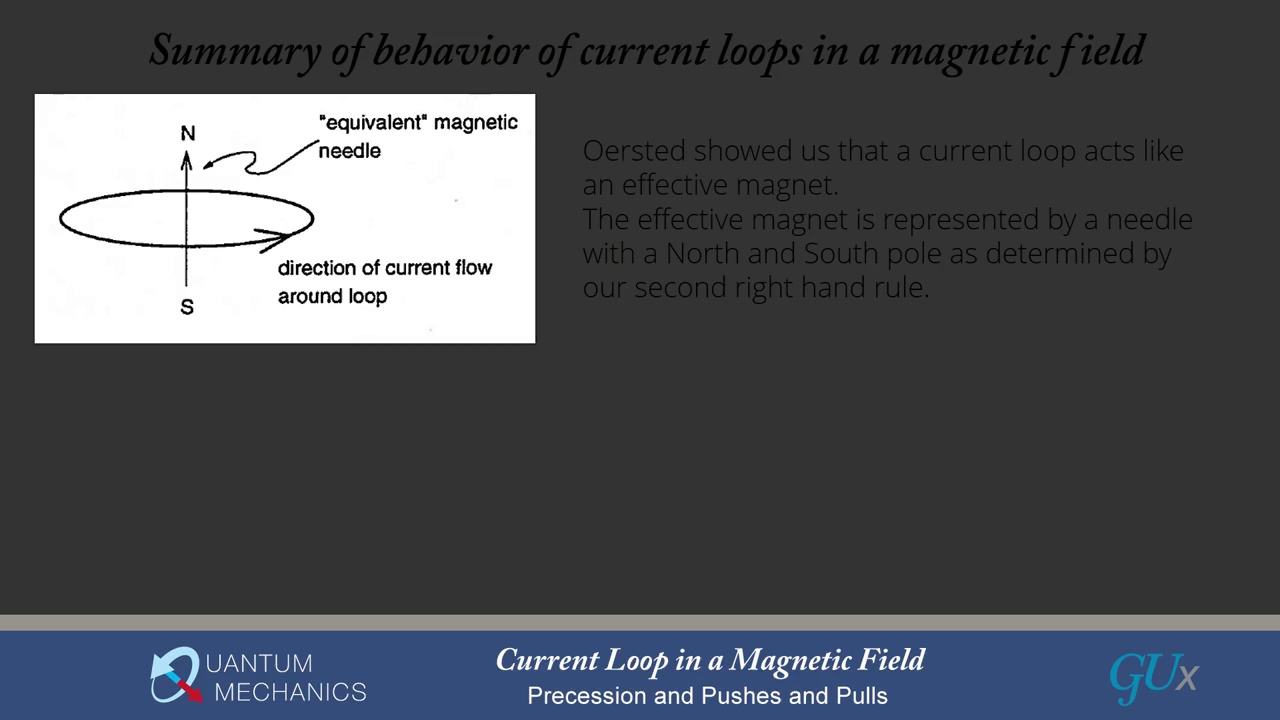 Summary of behavior of current loops in a magnetic field
N
"equivalent" magnetic
needle
direction of current flow
around loop
S
Oersted showed us that a current loop acts like
an effective magnet.
The effective magnet is represented by a needle
with a North and South pole as determined by
our second right hand rule.
QUANTUM
MECHANICS
Current Loop in a Magnetic Field
Precession and Pushes and Pulls
GUx